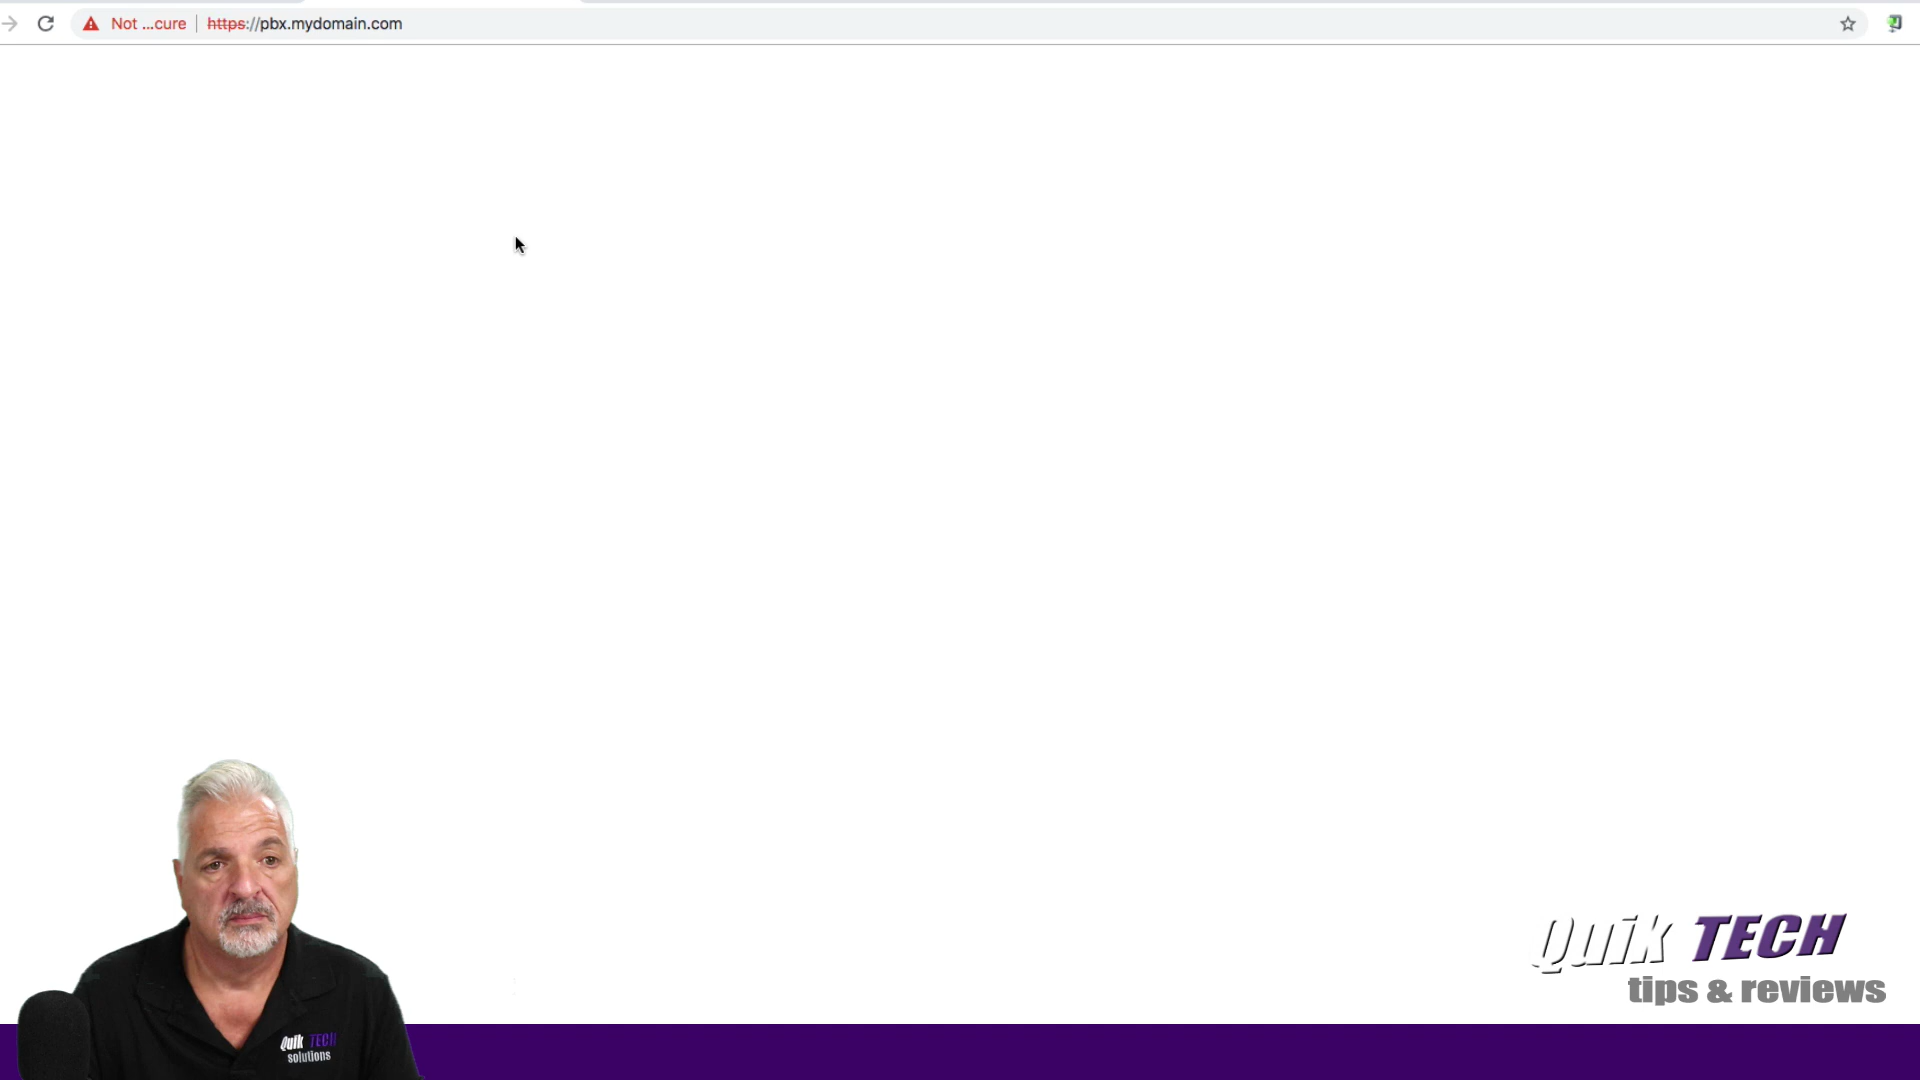 Not ...cure | https://pbx.mydomain.com
Quik TECH
tips & reviews
Quik TECH
solutions